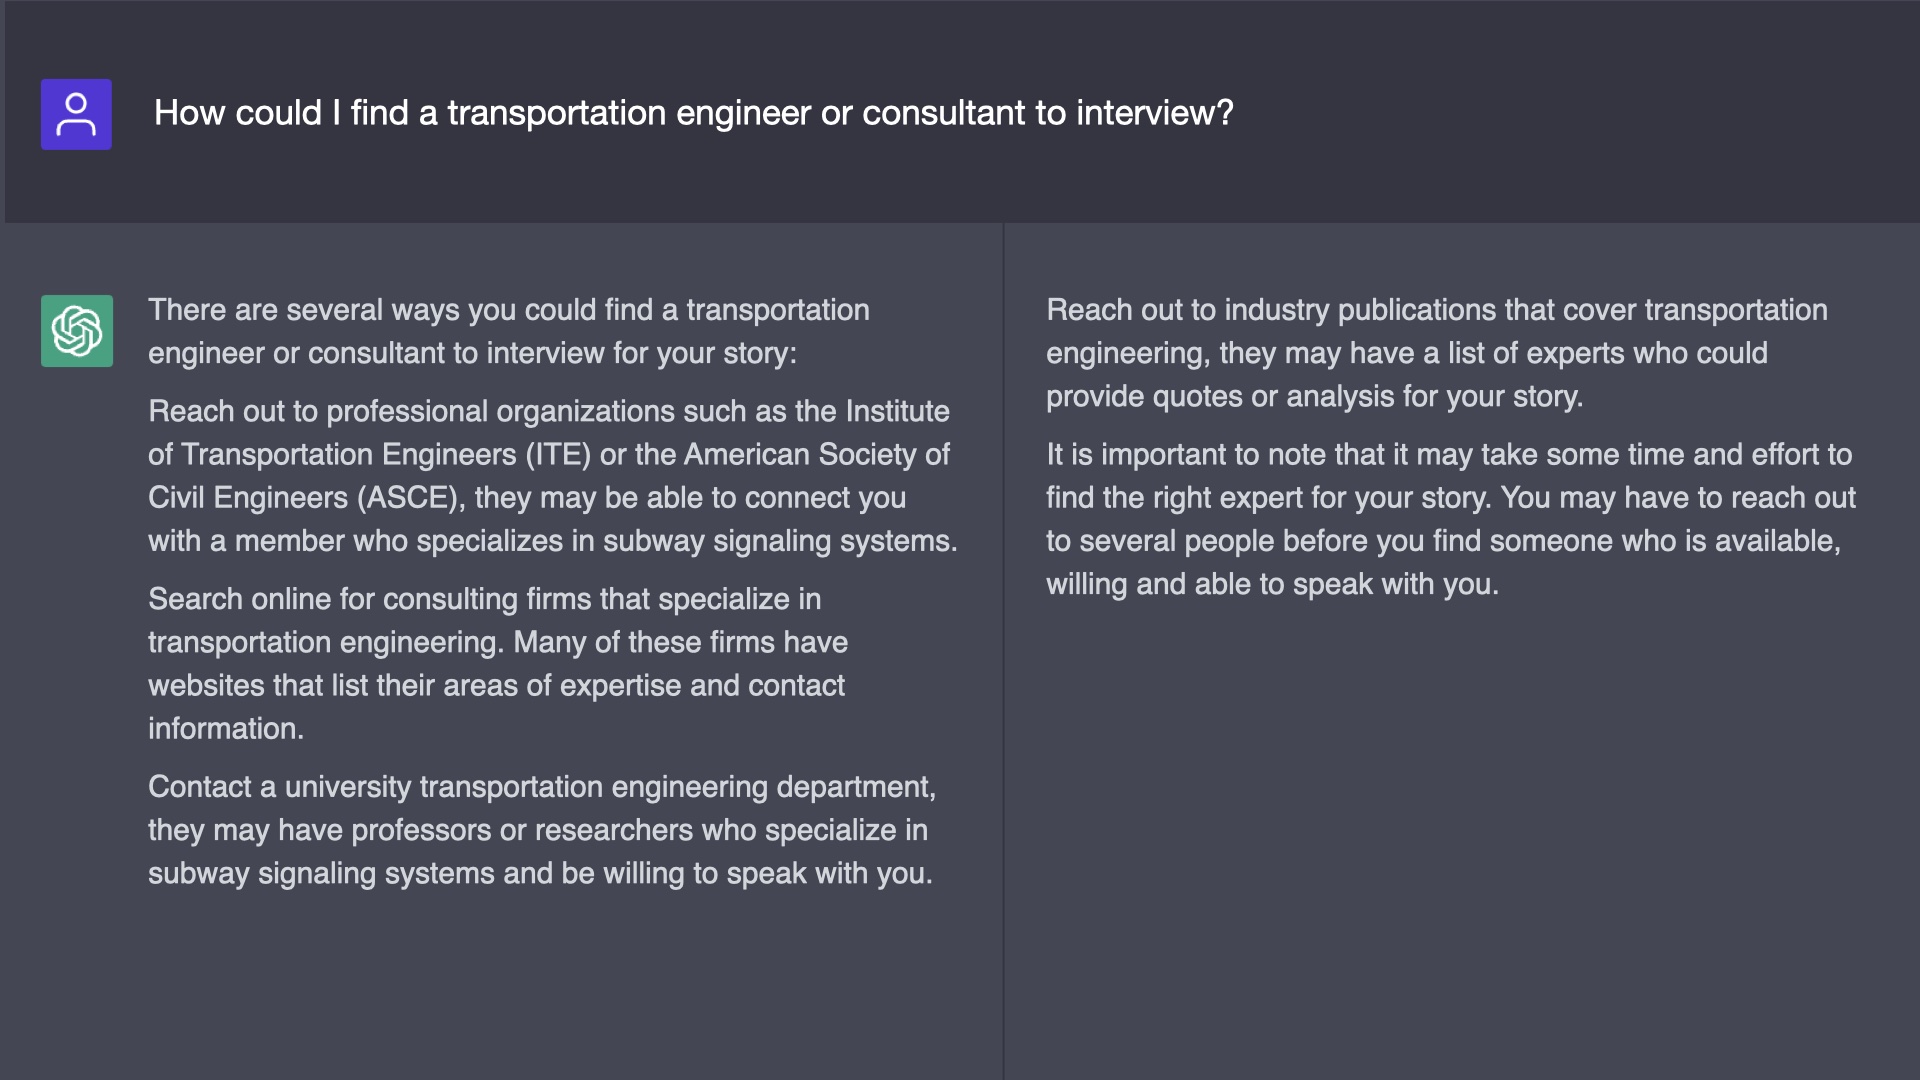 How could I find a transportation engineer or consultant to interview?
There are several ways you could find a transportation
engineer or consultant to interview for your story:
Reach out to professional organizations such as the Institute
of Transportation Engineers (ITE) or the American Society of
Civil Engineers (ASCE), they may be able to connect you
with a member who specializes in subway signaling systems.
Search online for consulting firms that specialize in
transportation engineering. Many of these firms have
websites that list their areas of expertise and contact
information.
Contact a university transportation engineering department,
they may have professors or researchers who specialize in
subway signaling systems and be willing to speak with you.
Reach out to industry publications that cover transportation
engineering, they may have a list of experts who could
provide quotes or analysis for your story.
It is important to note that it may take some time and effort to
find the right expert for your story. You may have to reach out
to several people before you find someone who is available,
willing and able to speak with you.